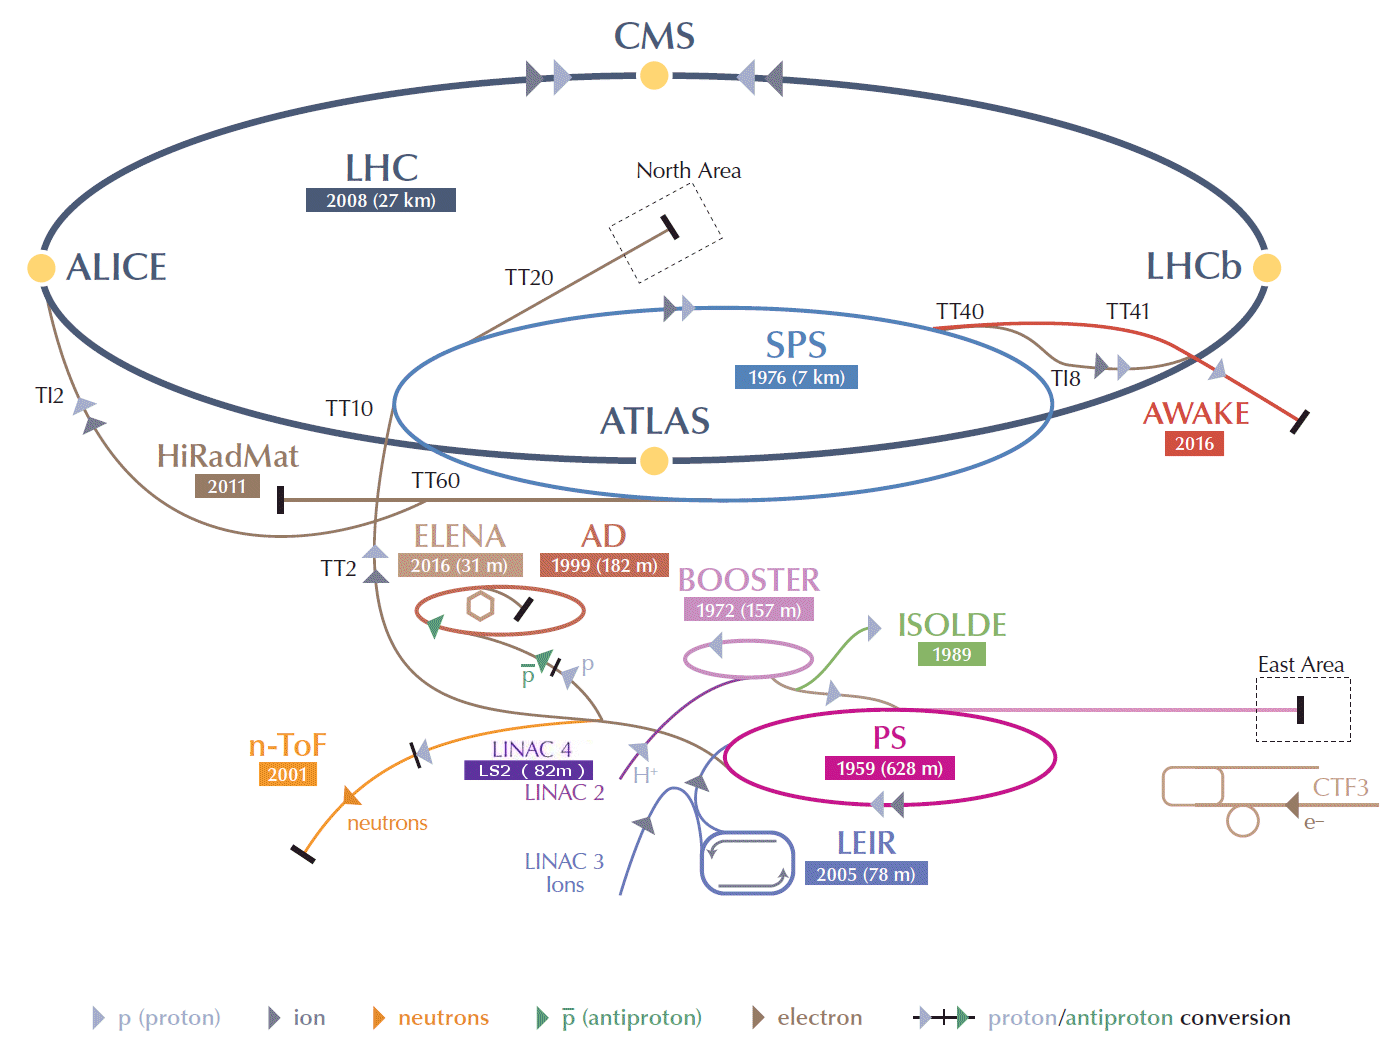 CMS
LHC
2008 (27 km)
North Area
ALICE
LHCb
TT20
TT40
TT41
SPS
1976 (7 km)
TI2
TI8
TT10
ATLAS
AWAKE
2016
HiRadMat
2011
TT60
ELENA
2016 (31 m)
AD
1999 (182 m)
TT2
BOOSTER
1972 (157 m)
ISOLDE
1989
p̅
p
East Area
n-ToF
2001
LINAC 4
LS2 ( 82m )
H⁺
LINAC 2
PS
1959 (628 m)
neutrons
CTF3
e–
LEIR
2005 (78 m)
LINAC 3
Ions
p (proton)
ion
neutrons
p̅ (antiproton)
electron
proton/antiproton conversion